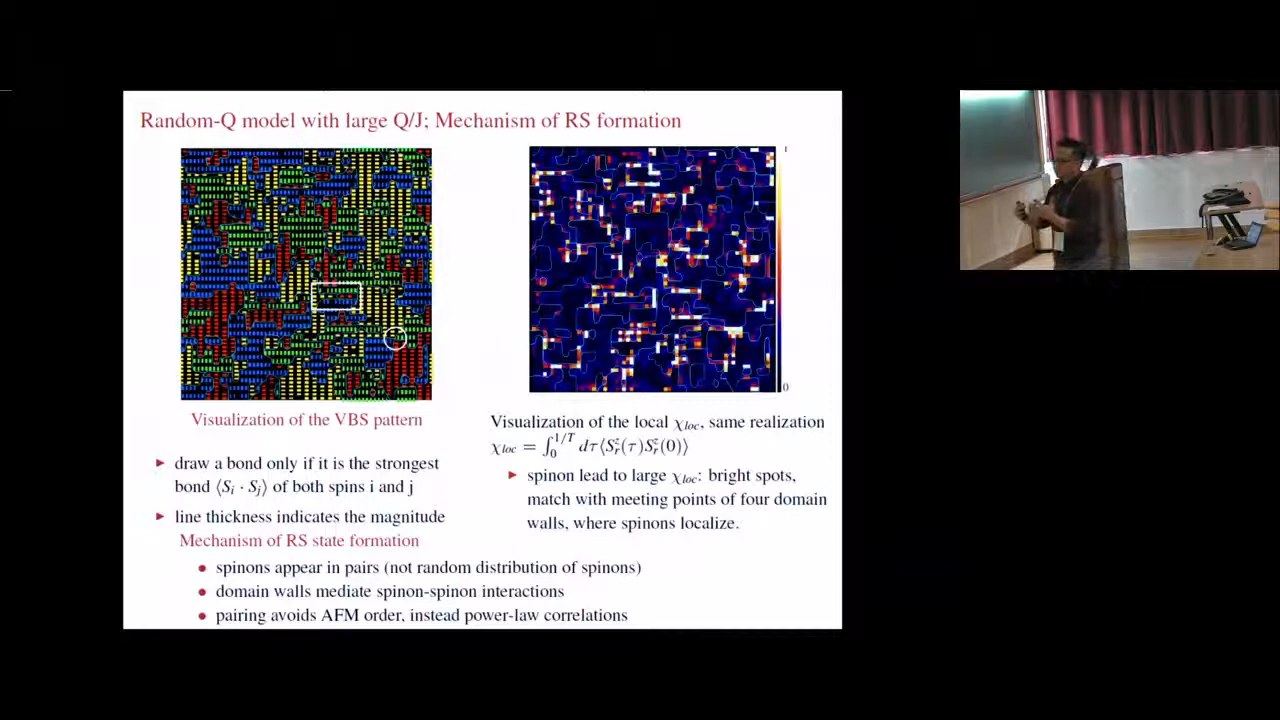 Random-Q model with large Q/J; Mechanism of RS formation
1
0
Visualization of the VBS pattern
▶ draw a bond only if it is the strongest
bond ⟨S_i · S_j⟩ of both spins i and j
▶ line thickness indicates the magnitude
Visualization of the local χ_loc, same realization
χ_loc = ∫_0^{1/T} dτ⟨S_r^z(τ)S_r^z(0)⟩
▶ spinon lead to large χ_loc: bright spots,
match with meeting points of four domain
walls, where spinons localize.
Mechanism of RS state formation
● spinons appear in pairs (not random distribution of spinons)
● domain walls mediate spinon-spinon interactions
● pairing avoids AFM order, instead power-law correlations